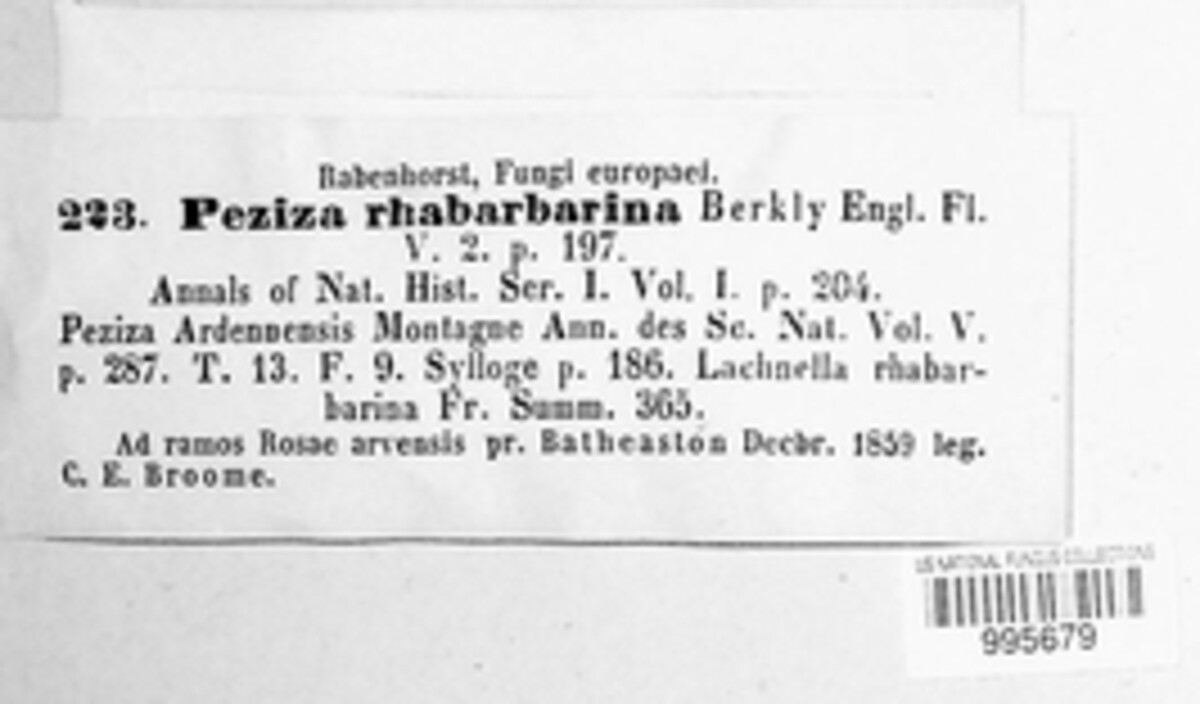 Rabenhorst, Fungi europaei.
223. Peziza rhabarbarina Berkly Engl. Fl.
V. 2. p. 197.
Annals of Nat. Hist. Ser. I. Vol. I. p. 204.
Peziza Ardennensis Montagne Ann. des Sc. Nat. Vol. V.
p. 287. T. 13. F. 9. Sylloge p. 186. Lachnella rhabar-
barina Fr. Summ. 365.
Ad ramos Rosae arvensis pr. Batheaston Decbr. 1859 leg.
C. E. Broome.
US NATIONAL FUNGUS COLLECTIONS
995679